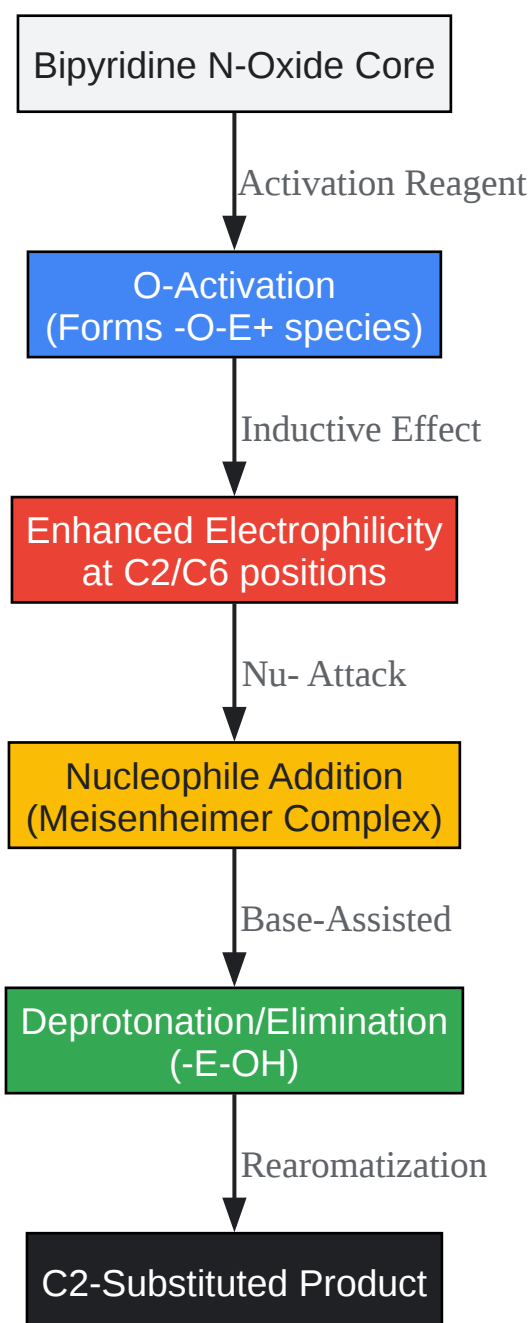 Bipyridine N-Oxide Core
Activation Reagent
O-Activation
(Forms -O-E+ species)
Inductive Effect
Enhanced Electrophilicity
at C2/C6 positions
Nu- Attack
Nucleophile Addition
(Meisenheimer Complex)
Base-Assisted
Deprotonation/Elimination
(-E-OH)
Rearomatization
C2-Substituted Product